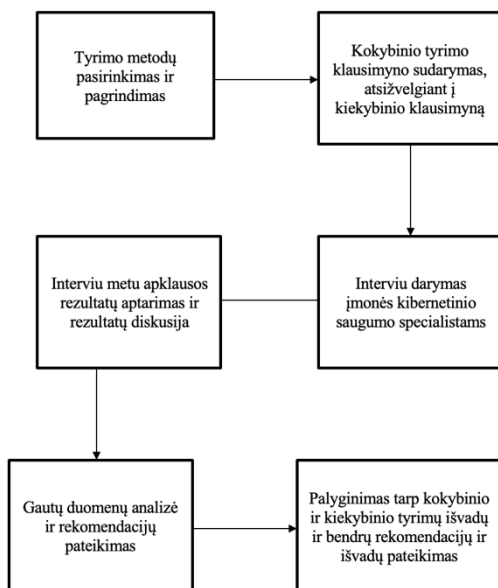 Tyrimo metodų
pasirinkimas ir
pagrindimas
Kokybinio tyrimo
klausimyno sudarymas,
atsižvelgiant į
kiekybinio klausimyną
Interviu darymas
įmonės kibernetinio
saugumo specialistams
Interviu metu apklausos
rezultatų aptarimas ir
rezultatų diskusija
Gautų duomenų analizė
ir rekomendacijų
pateikimas
Palyginimas tarp kokybinio
ir kiekybinio tyrimų išvadų
ir bendrų rekomendacijų ir
išvadų pateikimas